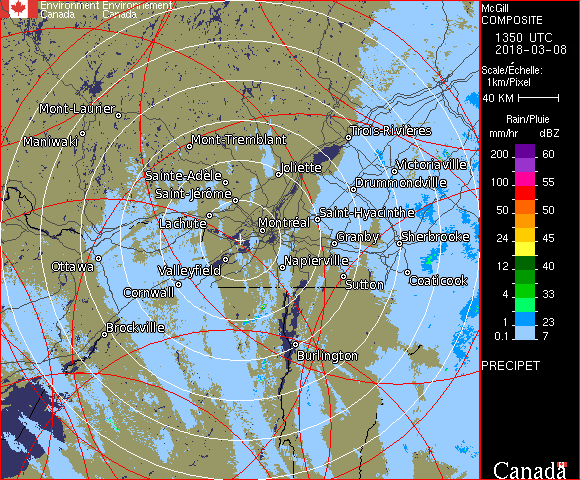 Environment Environnement
Canada Canada
McGill
COMPOSITE
1350 UTC
2018-03-08
Scale/Échelle:
1km/Pixel
40 KM
Rain/Pluie
mm/hr dBZ
200 60
100 55
50 50
24 45
12 40
4 33
1 23
0.1 7
PRECIPET
Canada
Mont-Laurier
Maniwaki
Mont-Tremblant
Trois-Rivières
Sainte-Adèle
Joliette
Victoriaville
Saint-Jérôme
Drummondville
Lachute
Montréal
Saint-Hyacinthe
Granby
Sherbrooke
Ottawa
Valleyfield
Napierville
Cornwall
Sutton
Coaticook
Brockville
Burlington